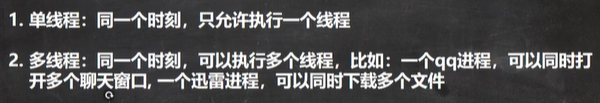 1. 单线程：同一个时刻，只允许执行一个线程
2. 多线程：同一个时刻，可以执行多个线程，比如：一个qq进程，可以同时打
开多个聊天窗口, 一个迅雷进程，可以同时下载多个文件